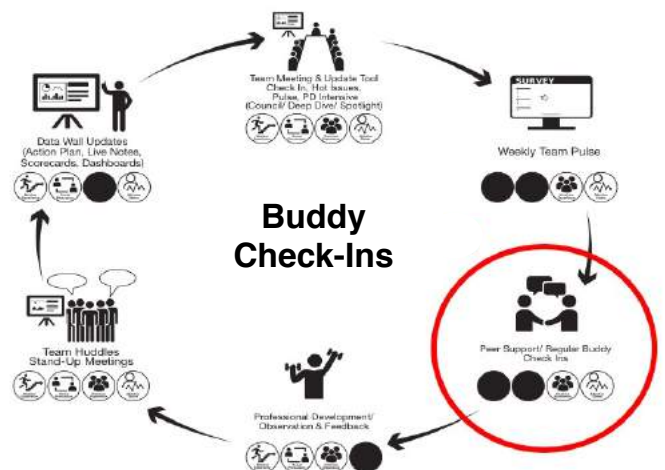 Team Meeting & Update Tool
Check In, Hot Issues,
Pulse, PD Intensive
(Council/ Deep Dive/ Spotlight)
SURVEY
Weekly Team Pulse
Peer Support/ Regular Buddy
Check Ins
Professional Development/
Observation & Feedback
Team Huddles
Stand-Up Meetings
Data Wall Updates
(Action Plan, Live Notes,
Scorecards, Dashboards)
Buddy
Check-Ins